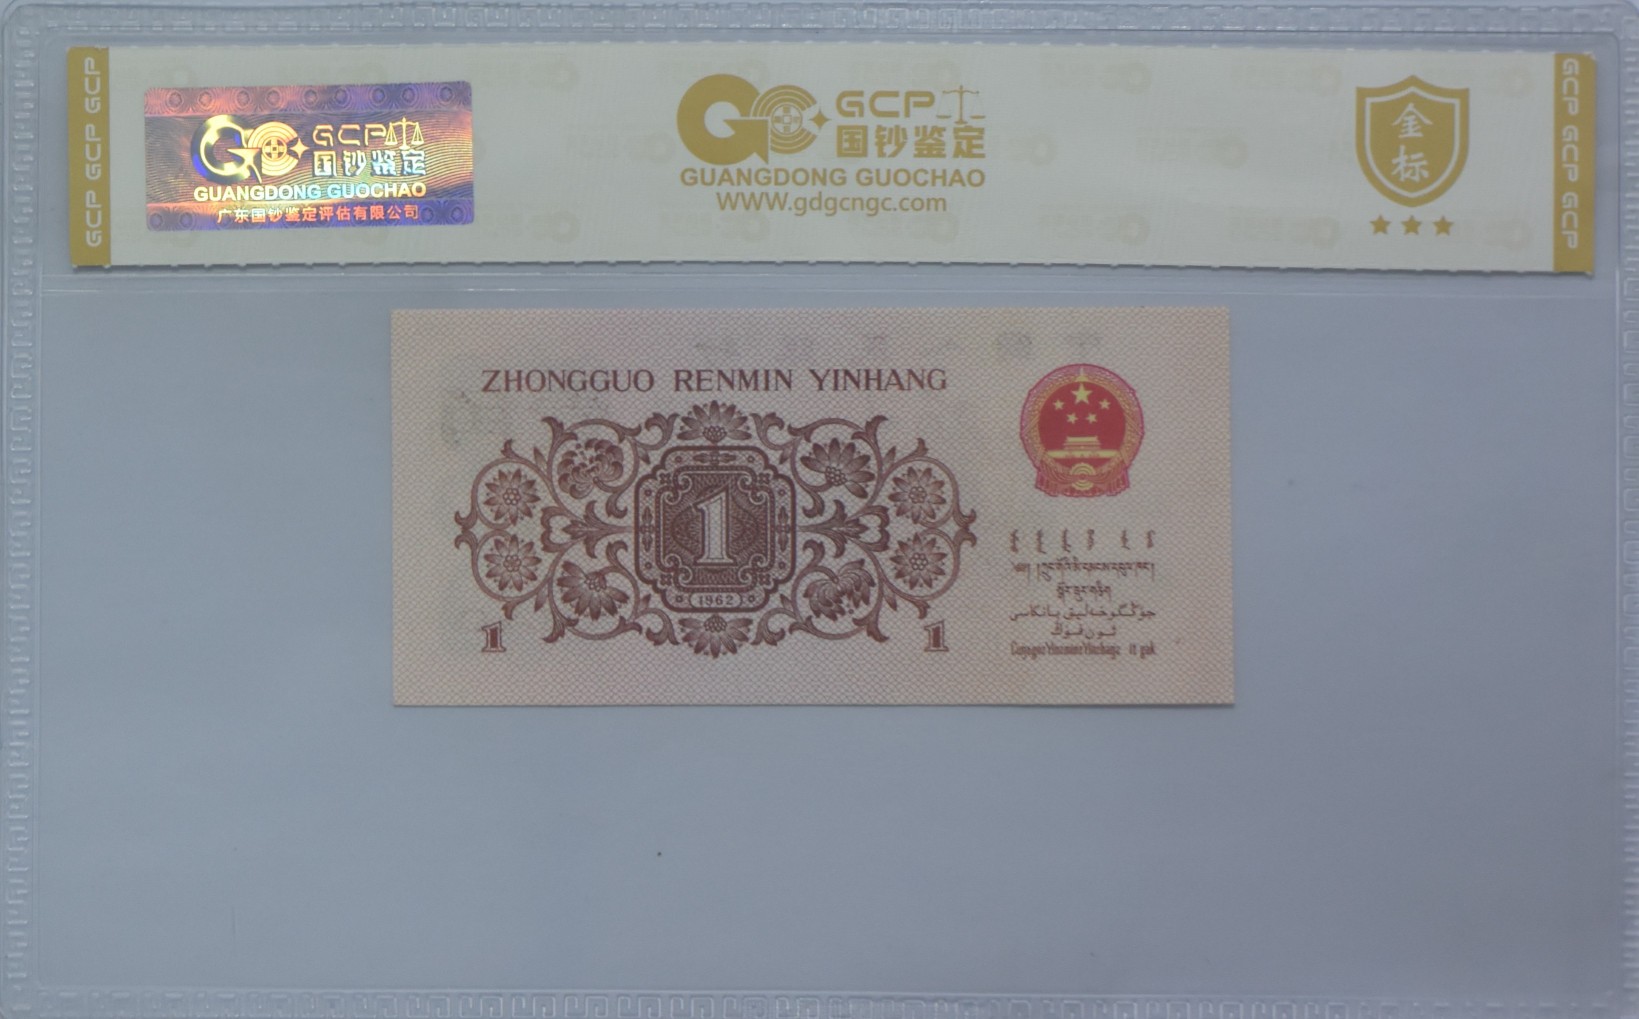 GCP GCP GCP
GCP
国钞鉴定
GUANGDONG GUOCHAO
广东国钞鉴定评估有限公司
GCP
国钞鉴定
GUANGDONG GUOCHAO
www.gdgcngc.com
金
标
GCP GCP GCP
ZHONGGUO RENMIN YINHANG
1
(1962)
1 1